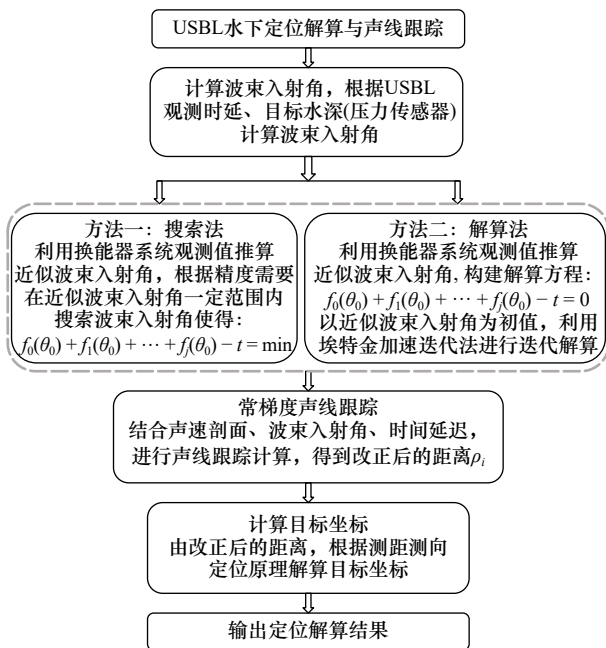 USBL水下定位解算与声线跟踪
计算波束入射角，根据USBL
观测时延、目标水深(压力传感器)
计算波束入射角
方法一：搜索法
利用换能器系统观测值推算
近似波束入射角，根据精度需要
在近似波束入射角一定范围内
搜索波束入射角使得：
f₀(θ₀) + f₁(θ₀) + ⋯ + fⱼ(θ₀) − t = min
方法二：解算法
利用换能器系统观测值推算
近似波束入射角, 构建解算方程：
f₀(θ₀) + f₁(θ₀) + ⋯ + fⱼ(θ₀) − t = 0
以近似波束入射角为初值，利用
埃特金加速迭代法进行迭代解算
常梯度声线跟踪
结合声速剖面、波束入射角、时间延迟，
进行声线跟踪计算，得到改正后的距离ρᵢ
计算目标坐标
由改正后的距离，根据测距测向
定位原理解算目标坐标
输出定位解算结果